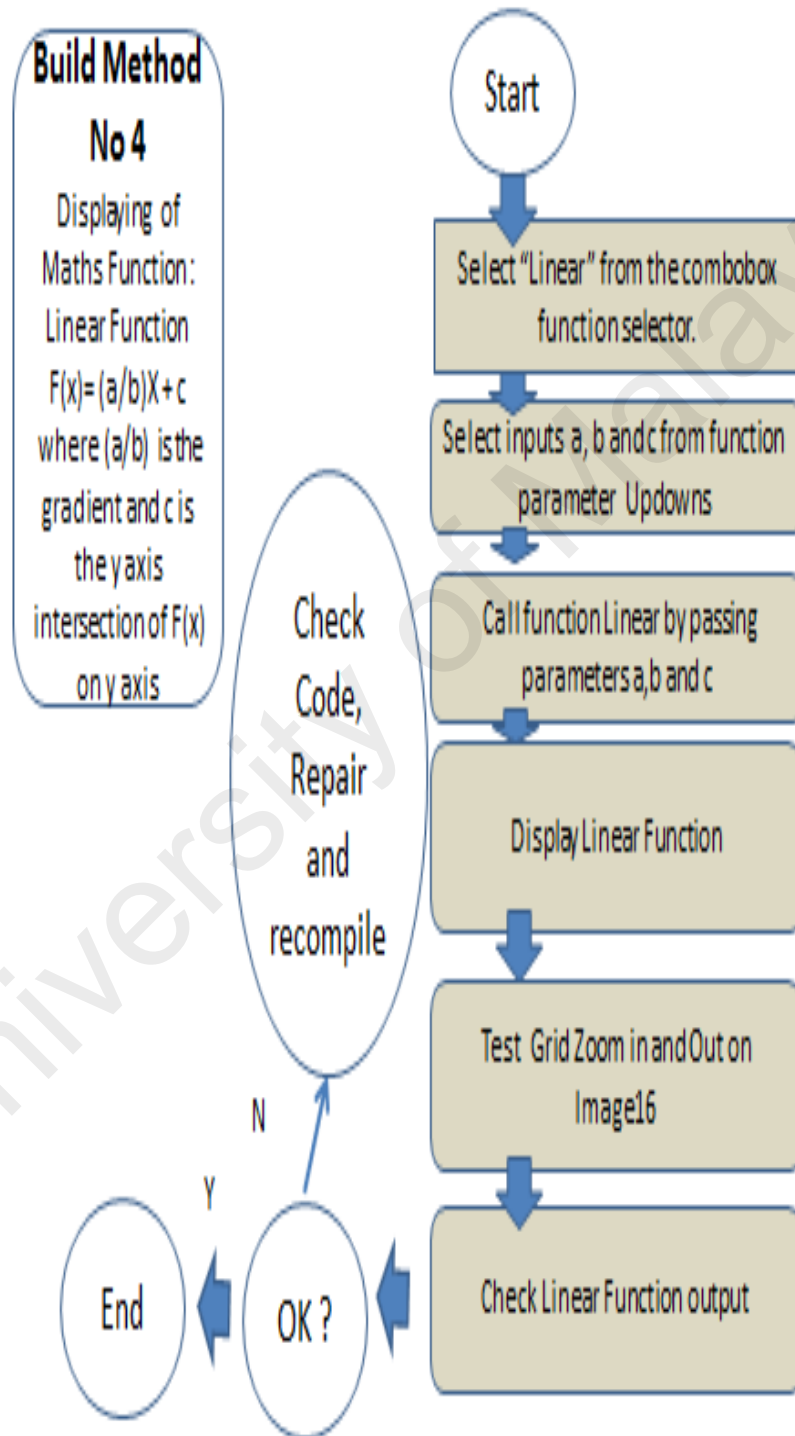 Build Method
No 4
Displaying of
Maths Function:
Linear Function
F(x)= (a/b)X + c
where (a/b) is the
gradient and c is
the y axis
intersection of F(x)
on y axis
Start
Select “Linear” from the combobox
function selector.
Select inputs a, b and c from function
parameter Updowns
Call function Linear by passing
parameters a,b and c
Display Linear Function
Test Grid Zoom in and Out on
Image16
Check Linear Function output
OK ?
Y
End
N
Check
Code,
Repair
and
recompile
University of Malay